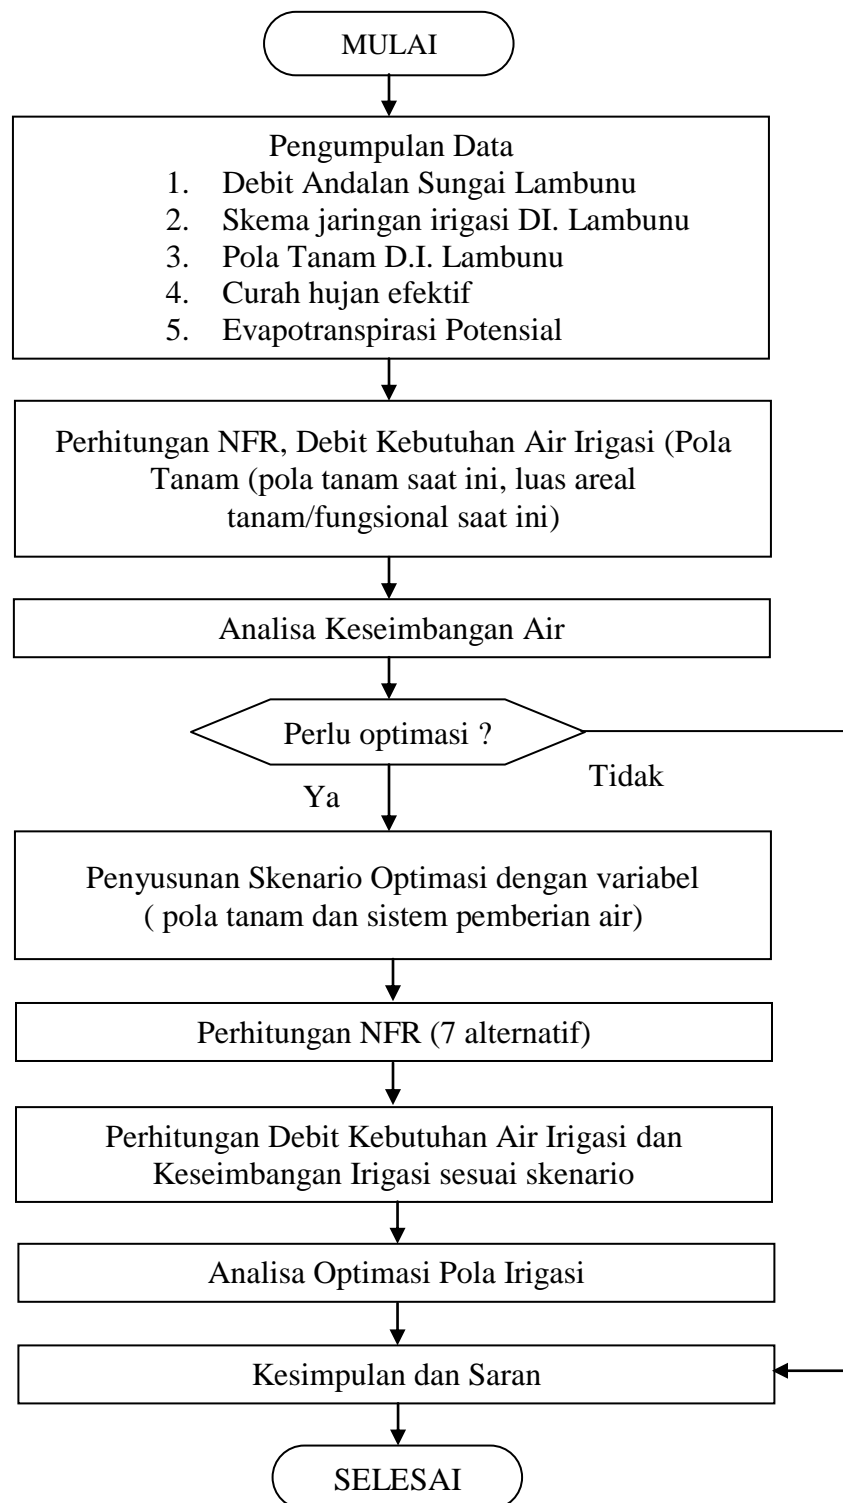 MULAI
Pengumpulan Data
1. Debit Andalan Sungai Lambunu
2. Skema jaringan irigasi DI. Lambunu
3. Pola Tanam D.I. Lambunu
4. Curah hujan efektif
5. Evapotranspirasi Potensial
Perhitungan NFR, Debit Kebutuhan Air Irigasi (Pola
Tanam (pola tanam saat ini, luas areal
tanam/fungsional saat ini)
Analisa Keseimbangan Air
Perlu optimasi ?
Tidak
Ya
Penyusunan Skenario Optimasi dengan variabel
( pola tanam dan sistem pemberian air)
Perhitungan NFR (7 alternatif)
Perhitungan Debit Kebutuhan Air Irigasi dan
Keseimbangan Irigasi sesuai skenario
Analisa Optimasi Pola Irigasi
Kesimpulan dan Saran
SELESAI